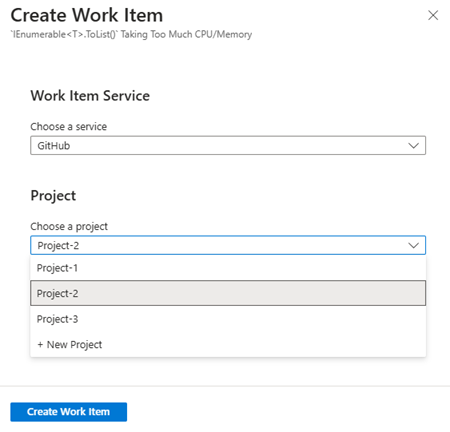 Create Work Item
`IEnumerable<T>.ToList()` Taking Too Much CPU/Memory
Work Item Service
Choose a service
GitHub
Project
Choose a project
Project-2
Project-1
Project-2
Project-3
+ New Project
Create Work Item